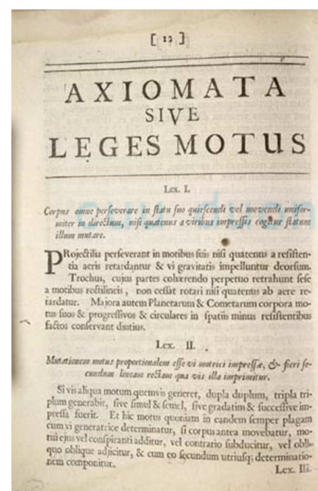 [ 12 ]
AXIOMATA
SIVE
LEGES MOTUS
Lex. I.
Corpus omne perseverare in statu suo quiescendi vel movendi unifor-
miter in directum, nisi quatenus a viribus impressis cogitur statum
illum mutare.
PRojectilia perseverant in motibus suis nisi quatenus a resisten-
tia aeris retardantur & vi gravitatis impelluntur deorsum.
Trochus, cujus partes cohærendo perpetuo retrahunt sese
a motibus rectilineis, non cessat rotari nisi quatenus ab aere re-
tardatur. Majora autem Planetarum & Cometarum corpora mo-
tus suos & progressivos & circulares in spatiis minus resistentibus
factos conservant diutius.
Lex. II.
Mutationem motus proportionalem esse vi motrici impressæ, & fieri se-
cundum lineam rectam qua vis illa imprimitur.
Si vis aliqua motum quemvis generet, dupla duplum, tripla tri-
plum generabit, sive simul & semel, sive gradatim & successive im-
pressa fuerit. Et hic motus quoniam in eandem semper plagam
cum vi generatrice determinatur, si corpus antea movebatur, mo-
tui ejus vel conspiranti additur, vel contrario subducitur, vel obli-
quo oblique adjicitur, & cum eo secundum utriusq; determinatio-
nem componitur.
Lex. III.